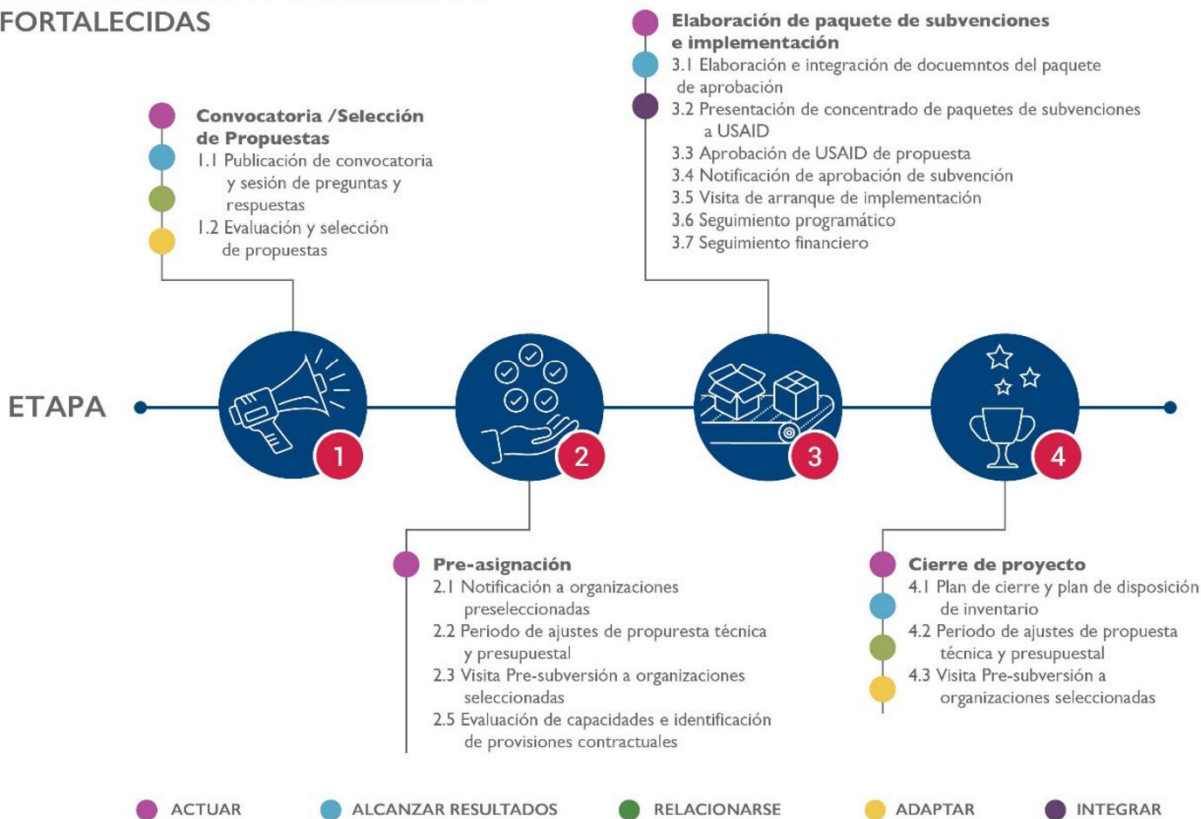 FORTALECIDAS
Convocatoria /Selección
de Propuestas
1.1 Publicación de convocatoria
y sesión de preguntas y
respuestas
1.2 Evaluación y selección
de propuestas
Elaboración de paquete de subvenciones
e implementación
3.1 Elaboración e integración de docuemntos del paquete
de aprobación
3.2 Presentación de concentrado de paquetes de subvenciones
a USAID
3.3 Aprobación de USAID de propuesta
3.4 Notificación de aprobación de subvención
3.5 Visita de arranque de implementación
3.6 Seguimiento programático
3.7 Seguimiento financiero
ETAPA
1
2
3
4
Pre-asignación
2.1 Notificación a organizaciones
preseleccionadas
2.2 Periodo de ajustes de propuresta técnica
y presupuestal
2.3 Visita Pre-subversión a organizaciones
seleccionadas
2.5 Evaluación de capacidades e identificación
de provisiones contractuales
Cierre de proyecto
4.1 Plan de cierre y plan de disposición
de inventario
4.2 Periodo de ajustes de propuesta
técnica y presupuestal
4.3 Visita Pre-subversión a
organizaciones seleccionadas
ACTUAR
ALCANZAR RESULTADOS
RELACIONARSE
ADAPTAR
INTEGRAR